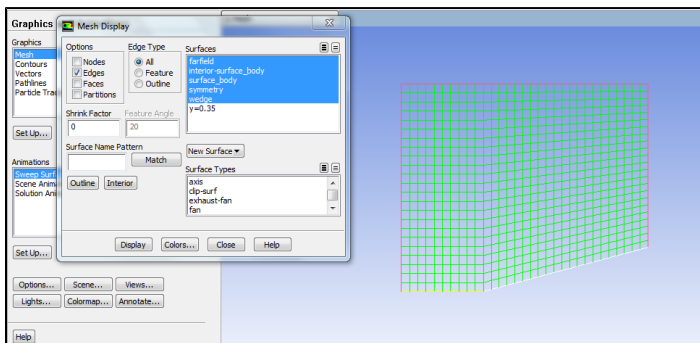 Graphics
Graphics
Mesh
Contours
Vectors
Pathlines
Particle Trac
Set Up...
Animations
Sweep Surf
Scene Anima
Solution Ani
Set Up...
Options... Scene... Views...
Lights... Colormap... Annotate...
Help
Mesh Display
Options
Nodes
Edges
Faces
Partitions
Edge Type
All
Feature
Outline
Shrink Factor Feature Angle
0 20
Surface Name Pattern
Match
Outline Interior
Surfaces
farfield
interior-surface_body
surface_body
symmetry
wedge
y=0.35
New Surface
Surface Types
axis
clip-surf
exhaust-fan
fan
Display Colors... Close Help